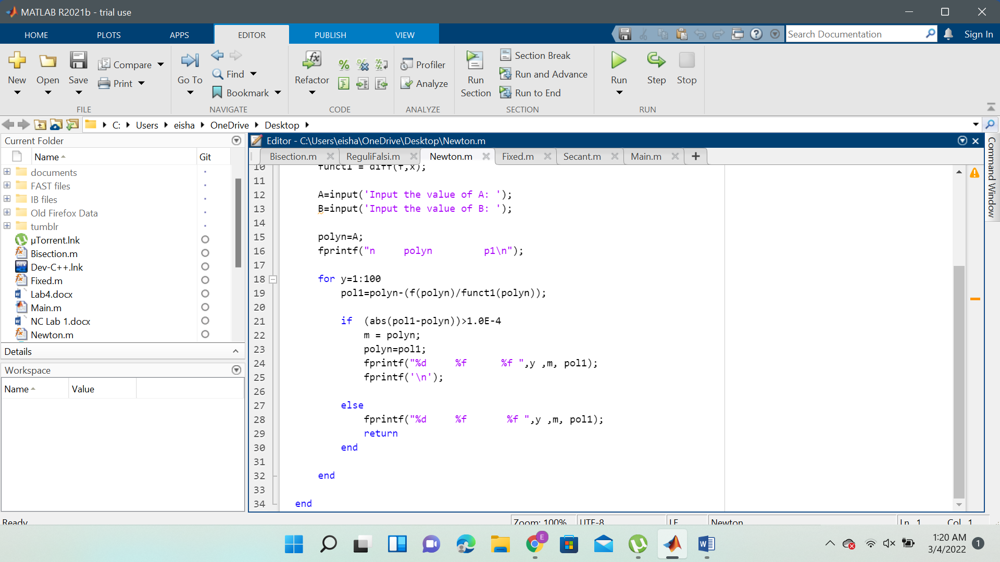 MATLAB R2021b - trial use
HOME PLOTS APPS EDITOR PUBLISH VIEW Search Documentation Sign In
New Open Save Compare Print FILE
Go To Find Bookmark NAVIGATE
Refactor CODE
Profiler Analyze ANALYZE
Run Section Section Break Run and Advance Run to End SECTION
Run Step Stop RUN
C: Users eisha OneDrive Desktop
Current Folder
Name Git
documents
FAST files
IB files
Old Firefox Data
tumblr
µTorrent.lnk
Bisection.m
Dev-C++.lnk
Fixed.m
Lab4.docx
Main.m
NC Lab 1.docx
Newton.m
Details
Workspace
Name Value
Editor - C:\Users\eisha\OneDrive\Desktop\Newton.m
Bisection.m ReguliFalsi.m Newton.m Fixed.m Secant.m Main.m +
10 funct1 = diff(f,x);
11
12 A=input('Input the value of A: ');
13 B=input('Input the value of B: ');
14
15 polyn=A;
16 fprintf("n     polyn         p1\n");
17
18 for y=1:100
19 pol1=polyn-(f(polyn)/funct1(polyn));
20
21 if  (abs(pol1-polyn))>1.0E-4
22 m = polyn;
23 polyn=pol1;
24 fprintf("%d     %f      %f ",y ,m, pol1);
25 fprintf('\n');
26
27 else
28 fprintf("%d     %f       %f ",y ,m, pol1);
29 return
30 end
31
32 end
33
34 end
Command Window
Ready Zoom: 100% UTF-8 LF Newton Ln 1 Col 1
E
1:20 AM
3/4/2022
1